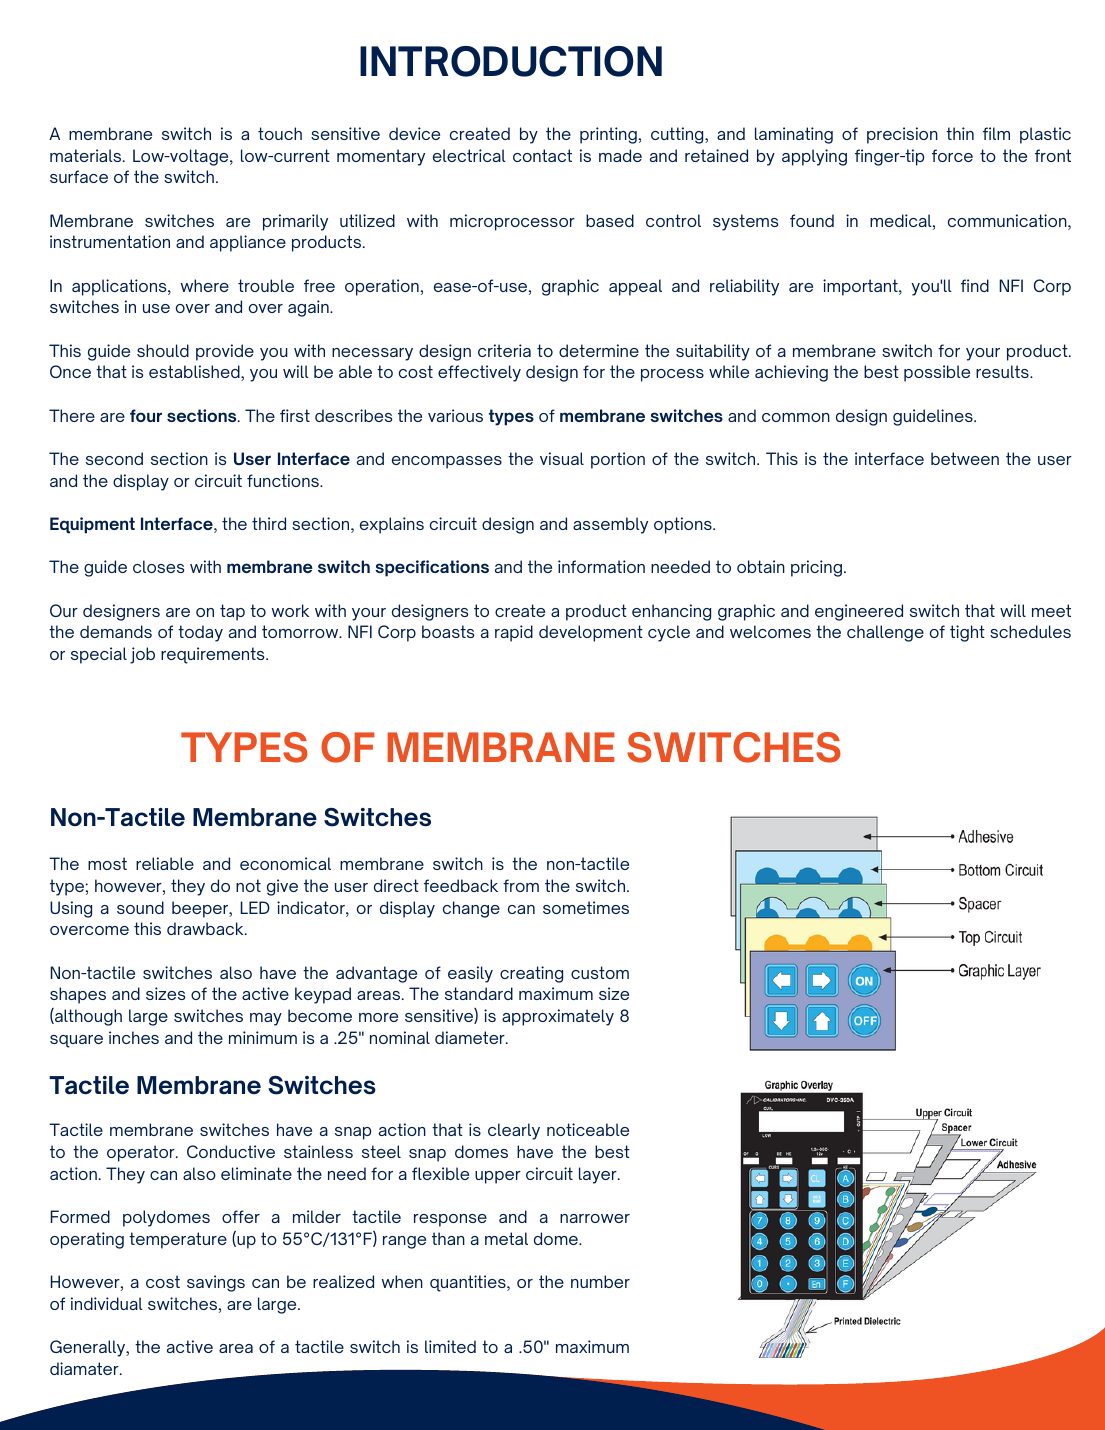 INTRODUCTION
A membrane switch is a touch sensitive device created by the printing, cutting, and laminating of precision thin film plastic
materials. Low-voltage, low-current momentary electrical contact is made and retained by applying finger-tip force to the front
surface of the switch.
Membrane switches are primarily utilized with microprocessor based control systems found in medical, communication,
instrumentation and appliance products.
In applications, where trouble free operation, ease-of-use, graphic appeal and reliability are important, you'll find NFI Corp
switches in use over and over again.
This guide should provide you with necessary design criteria to determine the suitability of a membrane switch for your product.
Once that is established, you will be able to cost effectively design for the process while achieving the best possible results.
There are four sections. The first describes the various types of membrane switches and common design guidelines.
The second section is User Interface and encompasses the visual portion of the switch. This is the interface between the user
and the display or circuit functions.
Equipment Interface, the third section, explains circuit design and assembly options.
The guide closes with membrane switch specifications and the information needed to obtain pricing.
Our designers are on tap to work with your designers to create a product enhancing graphic and engineered switch that will meet
the demands of today and tomorrow. NFI Corp boasts a rapid development cycle and welcomes the challenge of tight schedules
or special job requirements.
TYPES OF MEMBRANE SWITCHES
Non-Tactile Membrane Switches
The most reliable and economical membrane switch is the non-tactile
type; however, they do not give the user direct feedback from the switch.
Using a sound beeper, LED indicator, or display change can sometimes
overcome this drawback.
Non-tactile switches also have the advantage of easily creating custom
shapes and sizes of the active keypad areas. The standard maximum size
(although large switches may become more sensitive) is approximately 8
square inches and the minimum is a .25" nominal diameter.
Tactile Membrane Switches
Tactile membrane switches have a snap action that is clearly noticeable
to the operator. Conductive stainless steel snap domes have the best
action. They can also eliminate the need for a flexible upper circuit layer.
Formed polydomes offer a milder tactile response and a narrower
operating temperature (up to 55°C/131°F) range than a metal dome.
However, a cost savings can be realized when quantities, or the number
of individual switches, are large.
Generally, the active area of a tactile switch is limited to a .50" maximum
diamater.
Adhesive
Bottom Circuit
Spacer
Top Circuit
Graphic Layer
ON
OFF
Graphic Overlay
CALIBRATORS-INC. DVC-350A
LOW
Upper Circuit
Spacer
Lower Circuit
Adhesive
CL A
B
7 8 9 C
4 5 6 D
1 2 3 E
0 . En F
Printed Dielectric